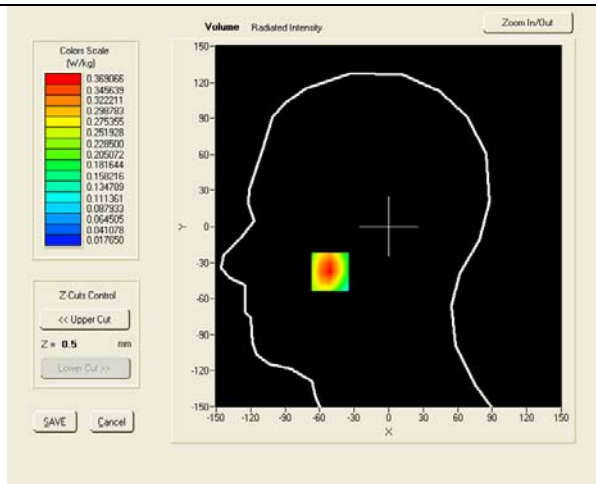 Volume Radiated Intensity
Zoom In/Out
Colors Scale
(W/kg)
0.369066
0.345639
0.322211
0.298783
0.275355
0.251928
0.228500
0.205072
0.181644
0.158216
0.134789
0.111361
0.087933
0.064505
0.041078
0.017650
Z-Cuts Control
<< Upper Cut
Z = 0.5 mm
Lower Cut >>
SAVE Cancel
150-
120-
90-
60-
30-
0-
-30-
-60-
-90-
-120-
-150-
Y
-150 -120 -90 -60 -30 0 30 60 90 120 150
X